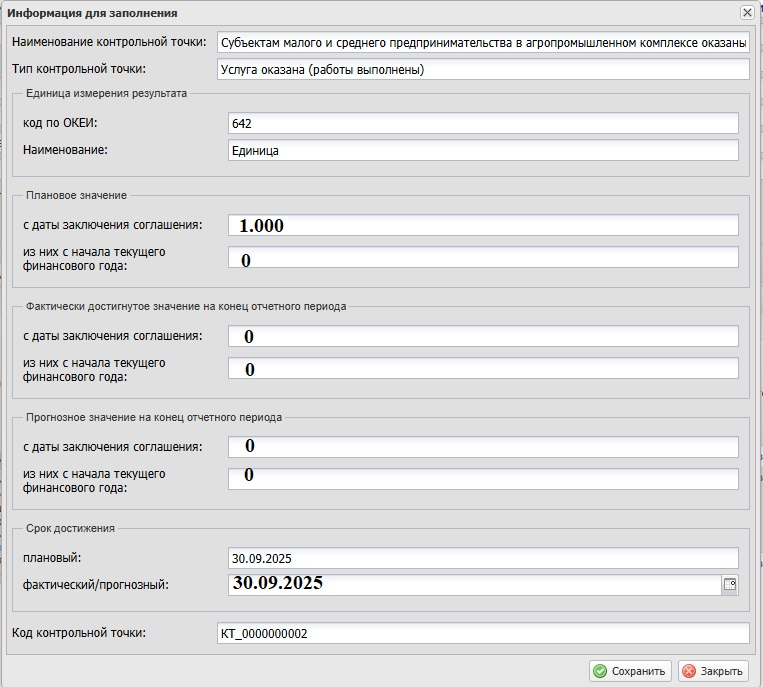 Информация для заполнения
Наименование контрольной точки: Субъектам малого и среднего предпринимательства в агропромышленном комплексе оказаны
Тип контрольной точки: Услуга оказана (работы выполнены)
Единица измерения результата
код по ОКЕИ: 642
Наименование: Единица
Плановое значение
с даты заключения соглашения: 1.000
из них с начала текущего
финансового года: 0
Фактически достигнутое значение на конец отчетного периода
с даты заключения соглашения: 0
из них с начала текущего
финансового года: 0
Прогнозное значение на конец отчетного периода
с даты заключения соглашения: 0
из них с начала текущего
финансового года: 0
Срок достижения
плановый: 30.09.2025
фактический/прогнозный: 30.09.2025
Код контрольной точки: КТ_0000000002
Сохранить Закрыть